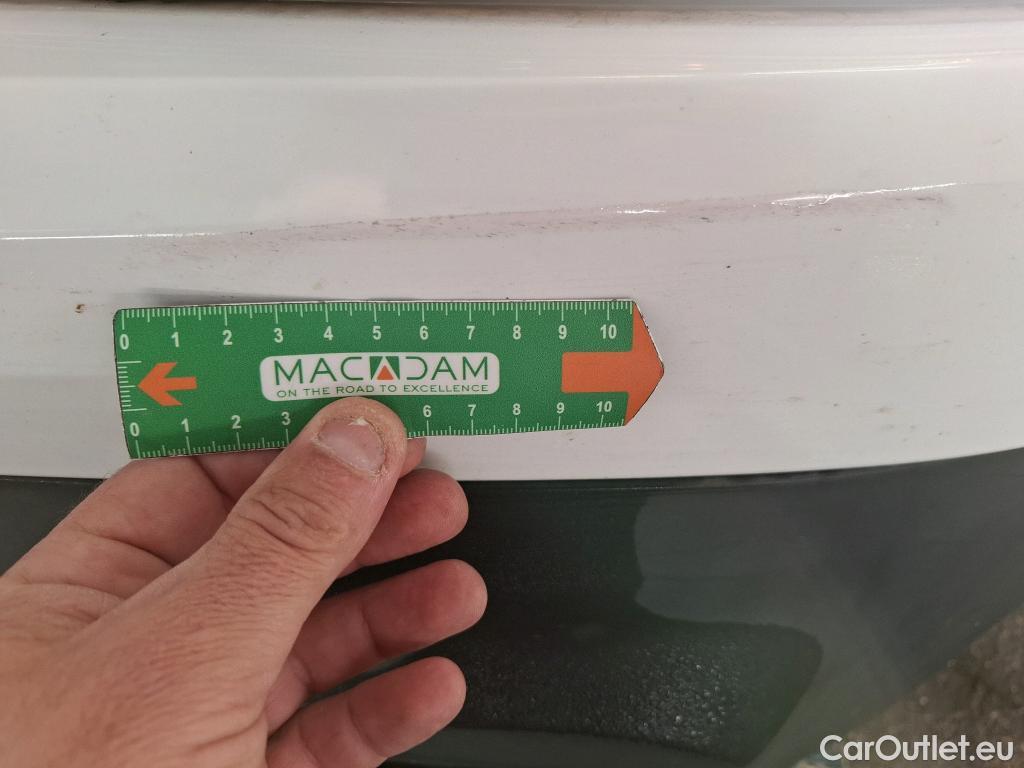 0 1 2 3 4 5 6 7 8 9 10
MACADAM
ON THE ROAD TO EXCELLENCE
0 1 2 3 6 7 8 9 10
CarOutlet.eu